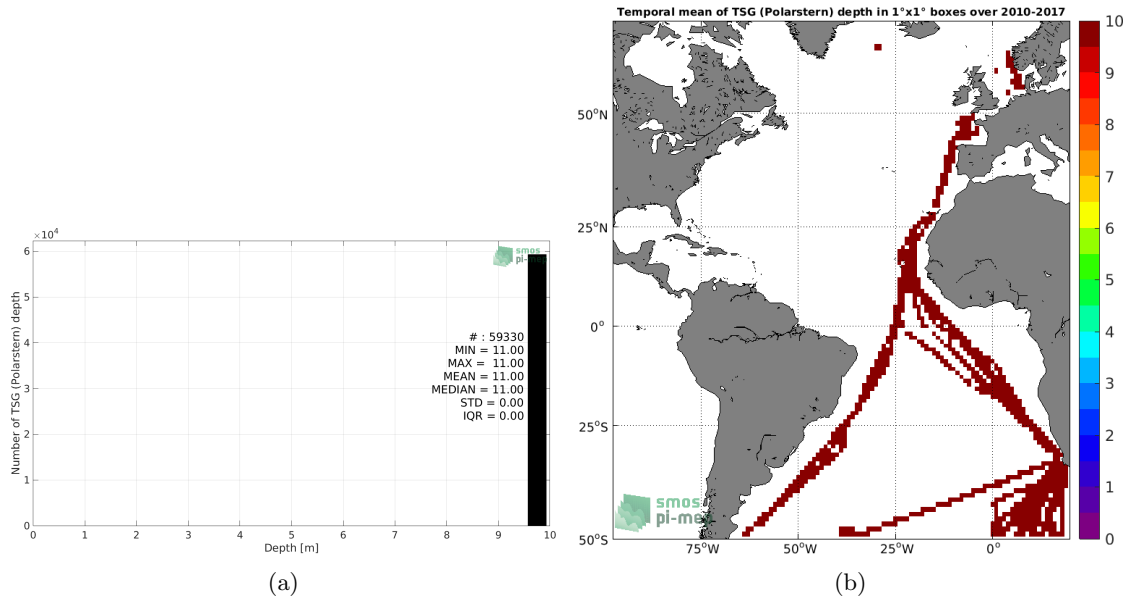 Temporal mean of TSG (Polarstern) depth in 1°x1° boxes over 2010-2017
×10⁴
6
5
4
3
2
1
0
Number of TSG (Polarstern) depth
smos
pi-mep
# : 59330
MIN = 11.00
MAX = 11.00
MEAN = 11.00
MEDIAN = 11.00
STD = 0.00
IQR = 0.00
0 1 2 3 4 5 6 7 8 9 10
Depth [m]
(a)
50°N
25°N
0°
25°S
50°S
75°W 50°W 25°W 0°
smos
pi-mep
10
9
8
7
6
5
4
3
2
1
0
(b)